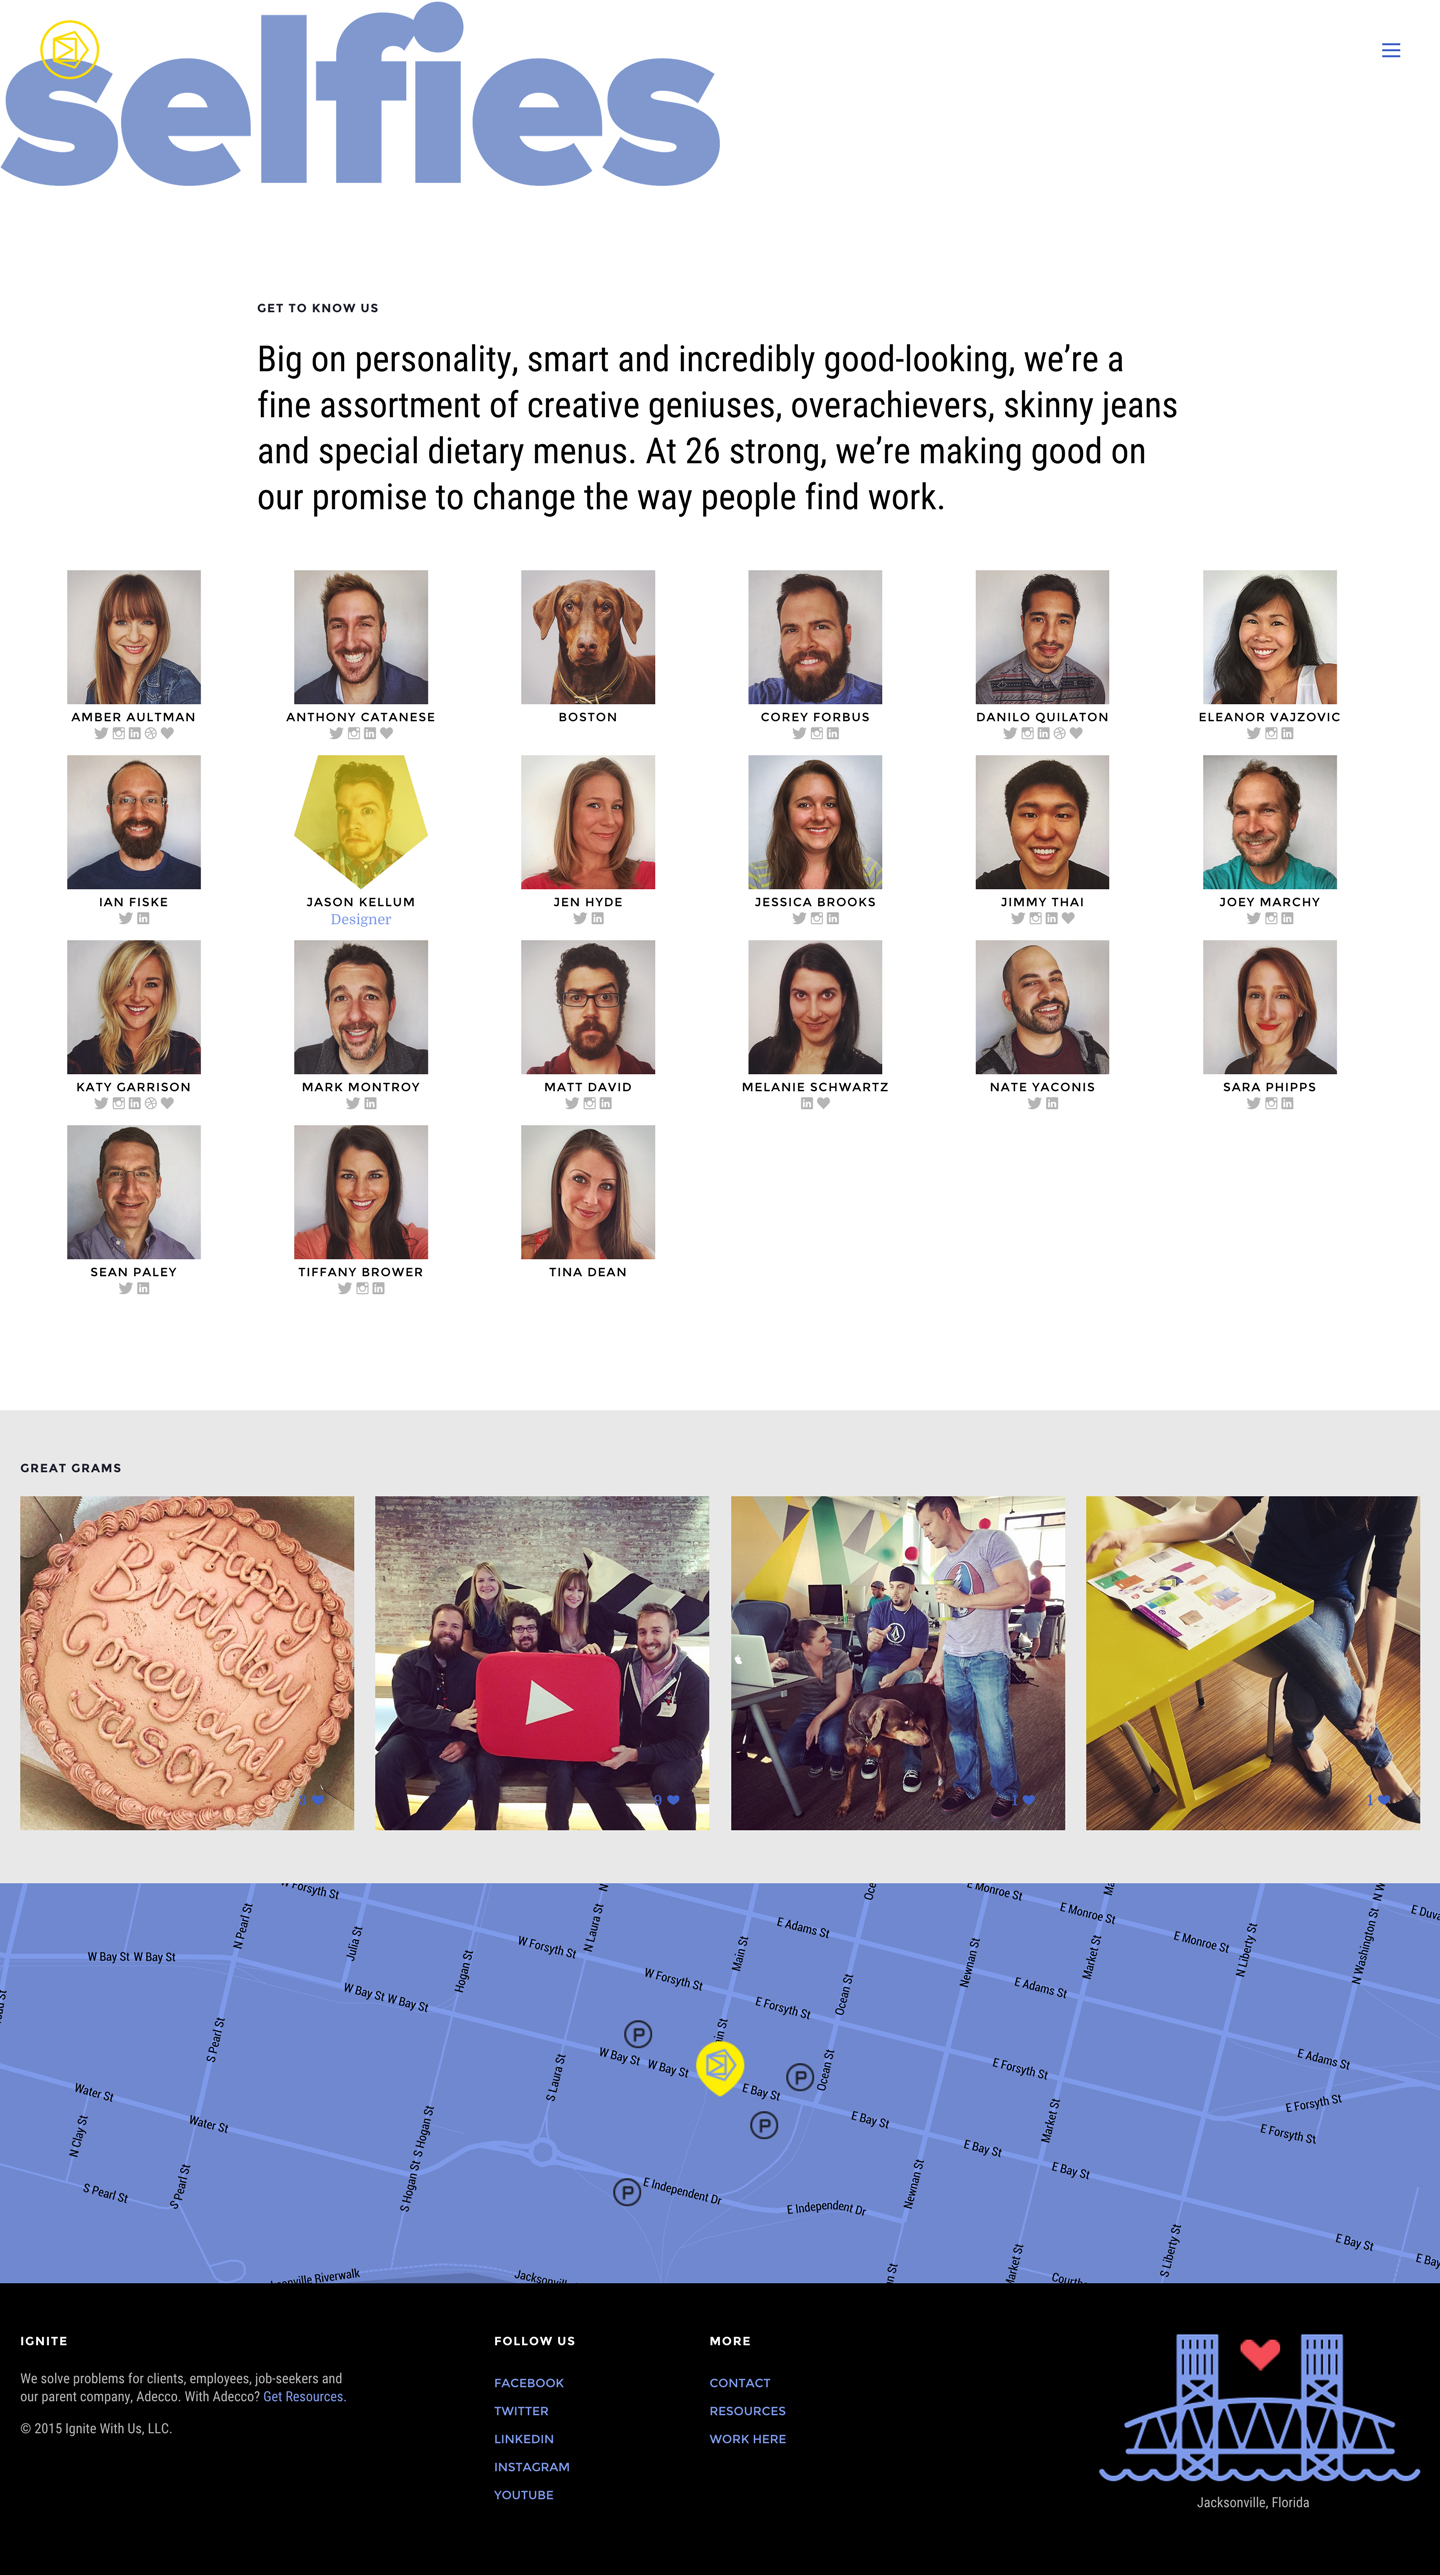 selfies
GET TO KNOW US
Big on personality, smart and incredibly good-looking, we’re a
fine assortment of creative geniuses, overachievers, skinny jeans
and special dietary menus. At 26 strong, we’re making good on
our promise to change the way people find work.
AMBER AULTMAN
ANTHONY CATANESE
BOSTON
COREY FORBUS
DANILO QUILATON
ELEANOR VAJZOVIC
IAN FISKE
JASON KELLUM
Designer
JEN HYDE
JESSICA BROOKS
JIMMY THAI
JOEY MARCHY
KATY GARRISON
MARK MONTROY
MATT DAVID
MELANIE SCHWARTZ
NATE YACONIS
SARA PHIPPS
SEAN PALEY
TIFFANY BROWER
TINA DEAN
GREAT GRAMS
Happy
Birthday
Corey and
Jason
9
1
1
W Forsyth St
N Pearl St
Julia St
W Bay St W Bay St
Hogan St
W Forsyth St
N Laura St
N
W Forsyth St
Main St
E Adams St
Oce
E Monroe St
E Monroe St
Ma
E Monroe St
N Liberty St
N Washington St
N W
E Duva
W Bay St W Bay St
E Forsyth St
Ocean St
Newnan St
E Adams St
Market St
S Pearl St
P
in St
W Bay St
W Bay St
P
Ocean St
E Forsyth St
E Adams St
Water St
Water St
N Clay St
S Laura St
E Bay St
P
E Bay St
E Bay St
Market St
E Forsyth St
E Forsyth St
S Pearl St
S Pearl St
S Hogan St
S Hogan St
P
E Independent Dr
E Independent Dr
Newnan St
E Bay St
S Liberty St
E Bay St
E Bay
sonville Riverwalk
Jacksonvill
n St
Market St
Courth
IGNITE
We solve problems for clients, employees, job-seekers and
our parent company, Adecco. With Adecco? Get Resources.
© 2015 Ignite With Us, LLC.
FOLLOW US
FACEBOOK
TWITTER
LINKEDIN
INSTAGRAM
YOUTUBE
MORE
CONTACT
RESOURCES
WORK HERE
Jacksonville, Florida